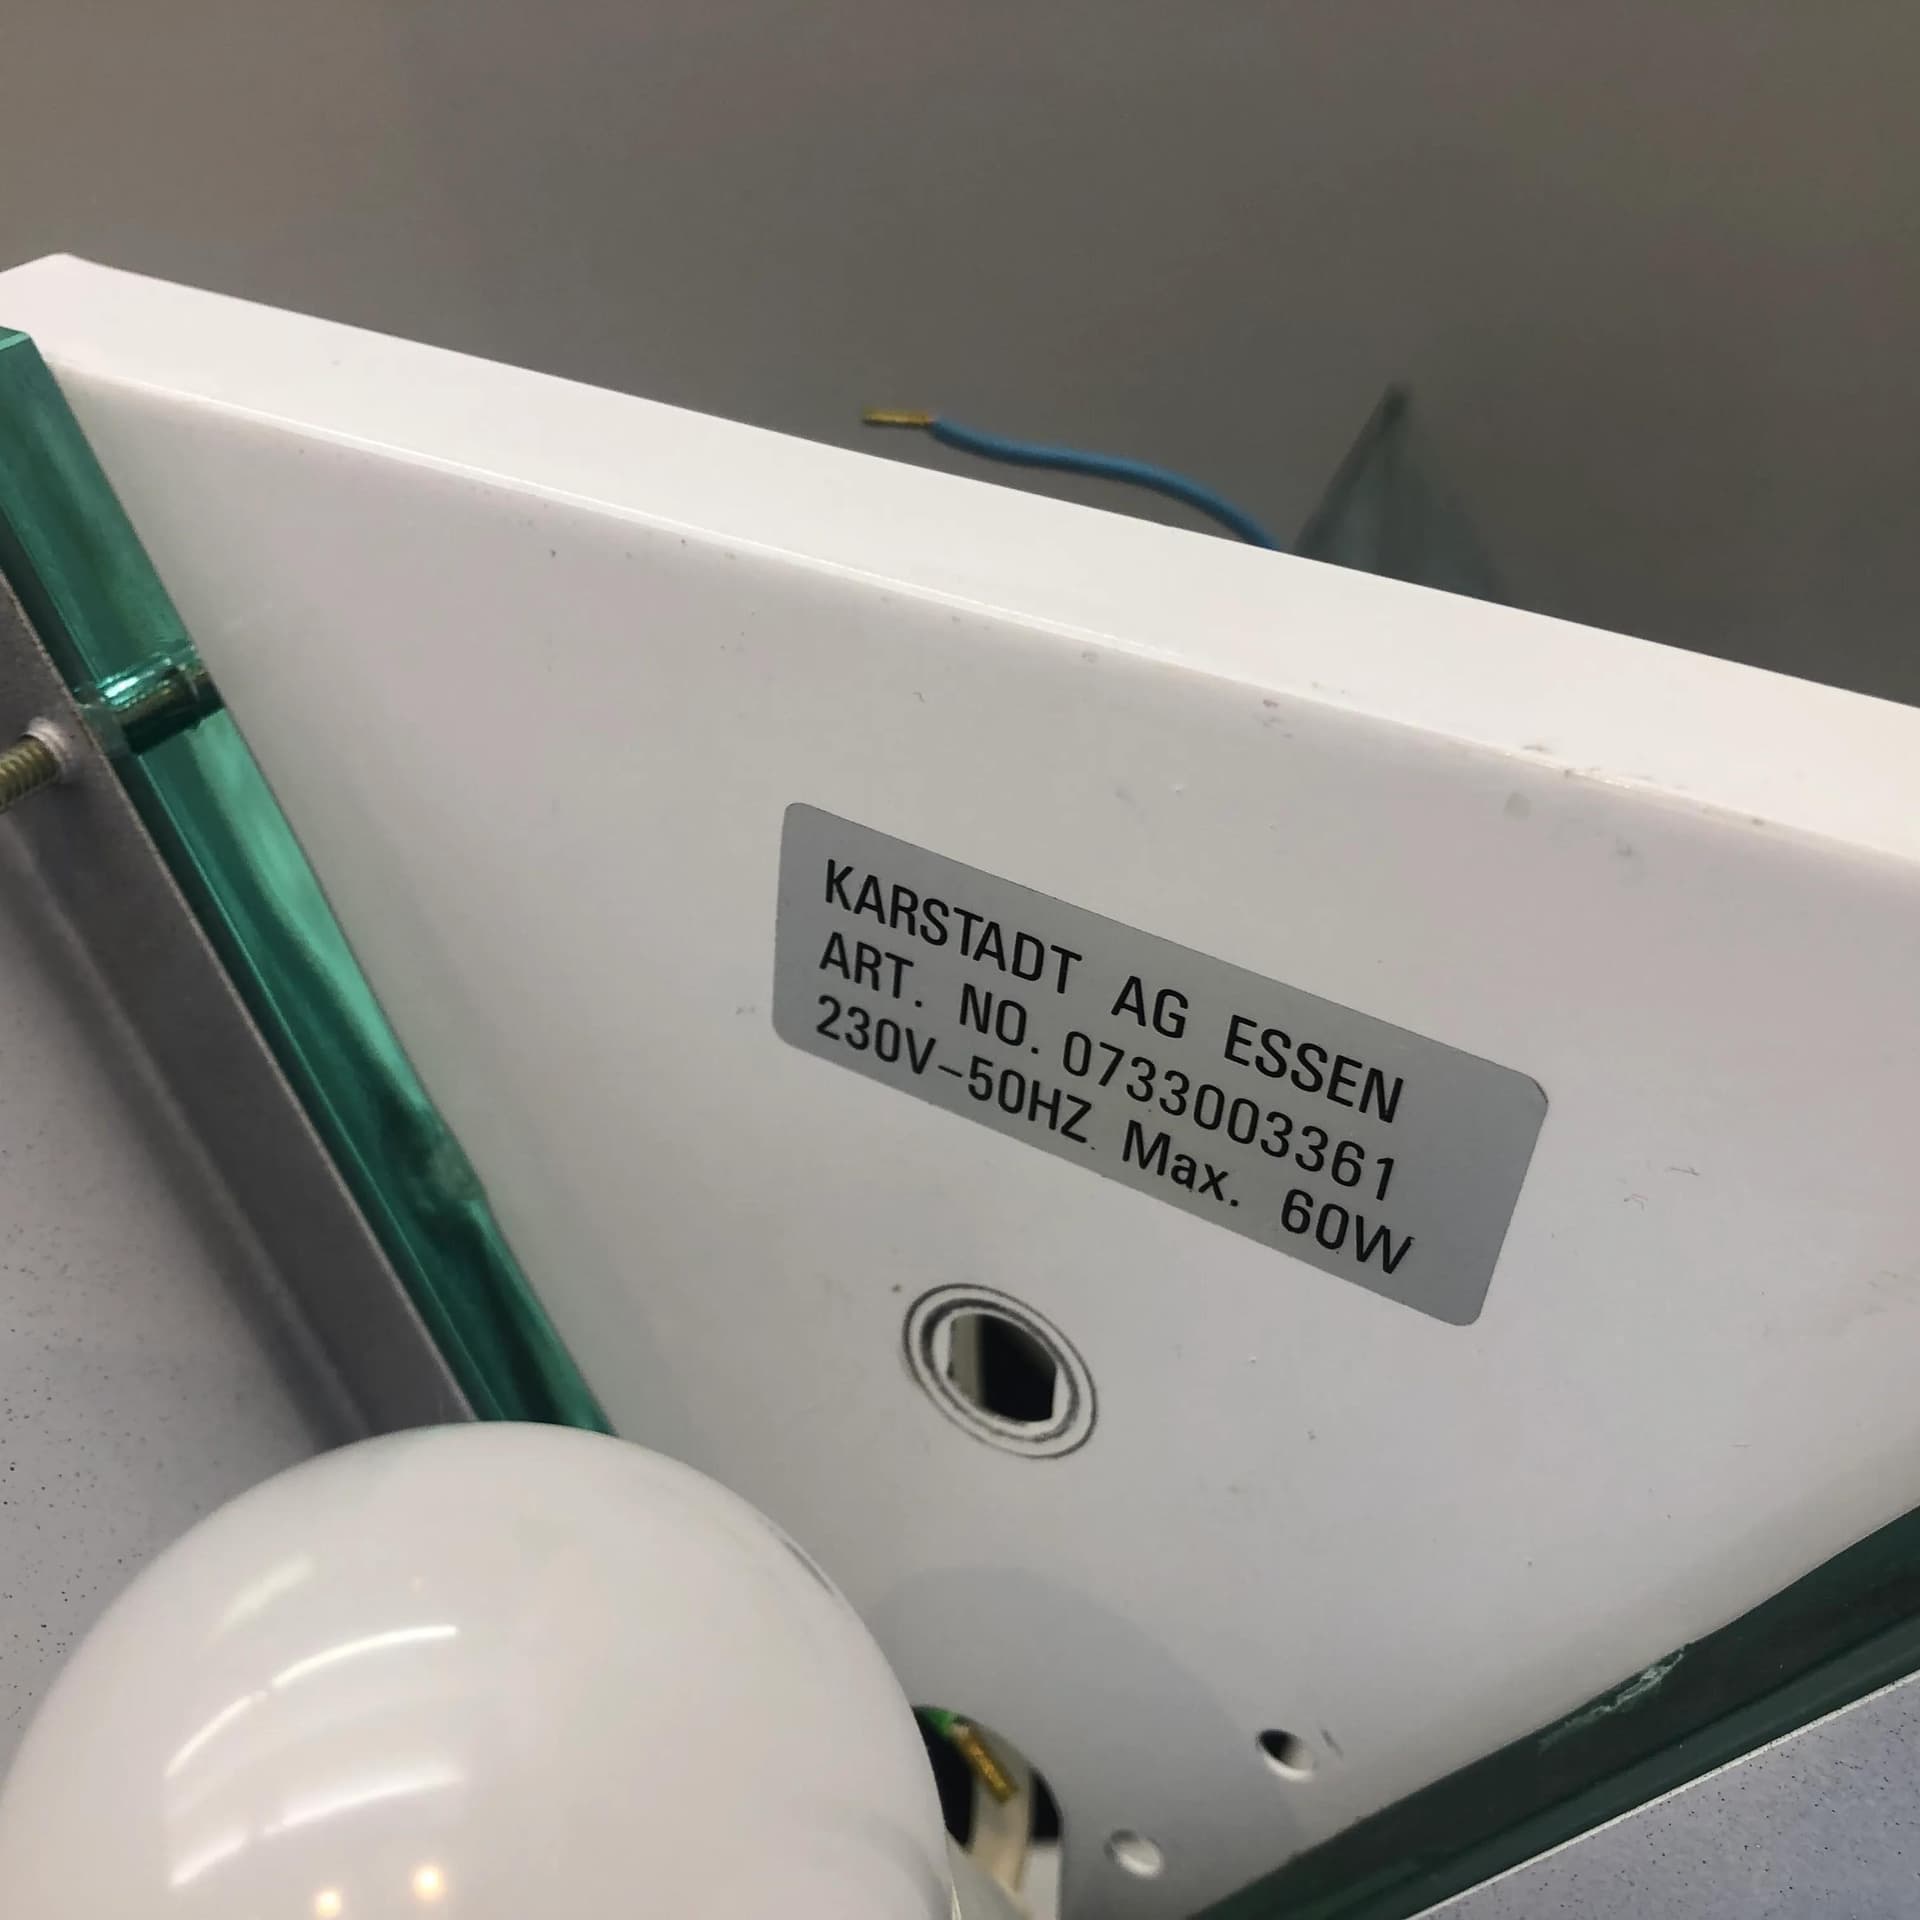 KARSTADT AG ESSEN
ART. NO. 0733003361
230V–50HZ Max. 60W